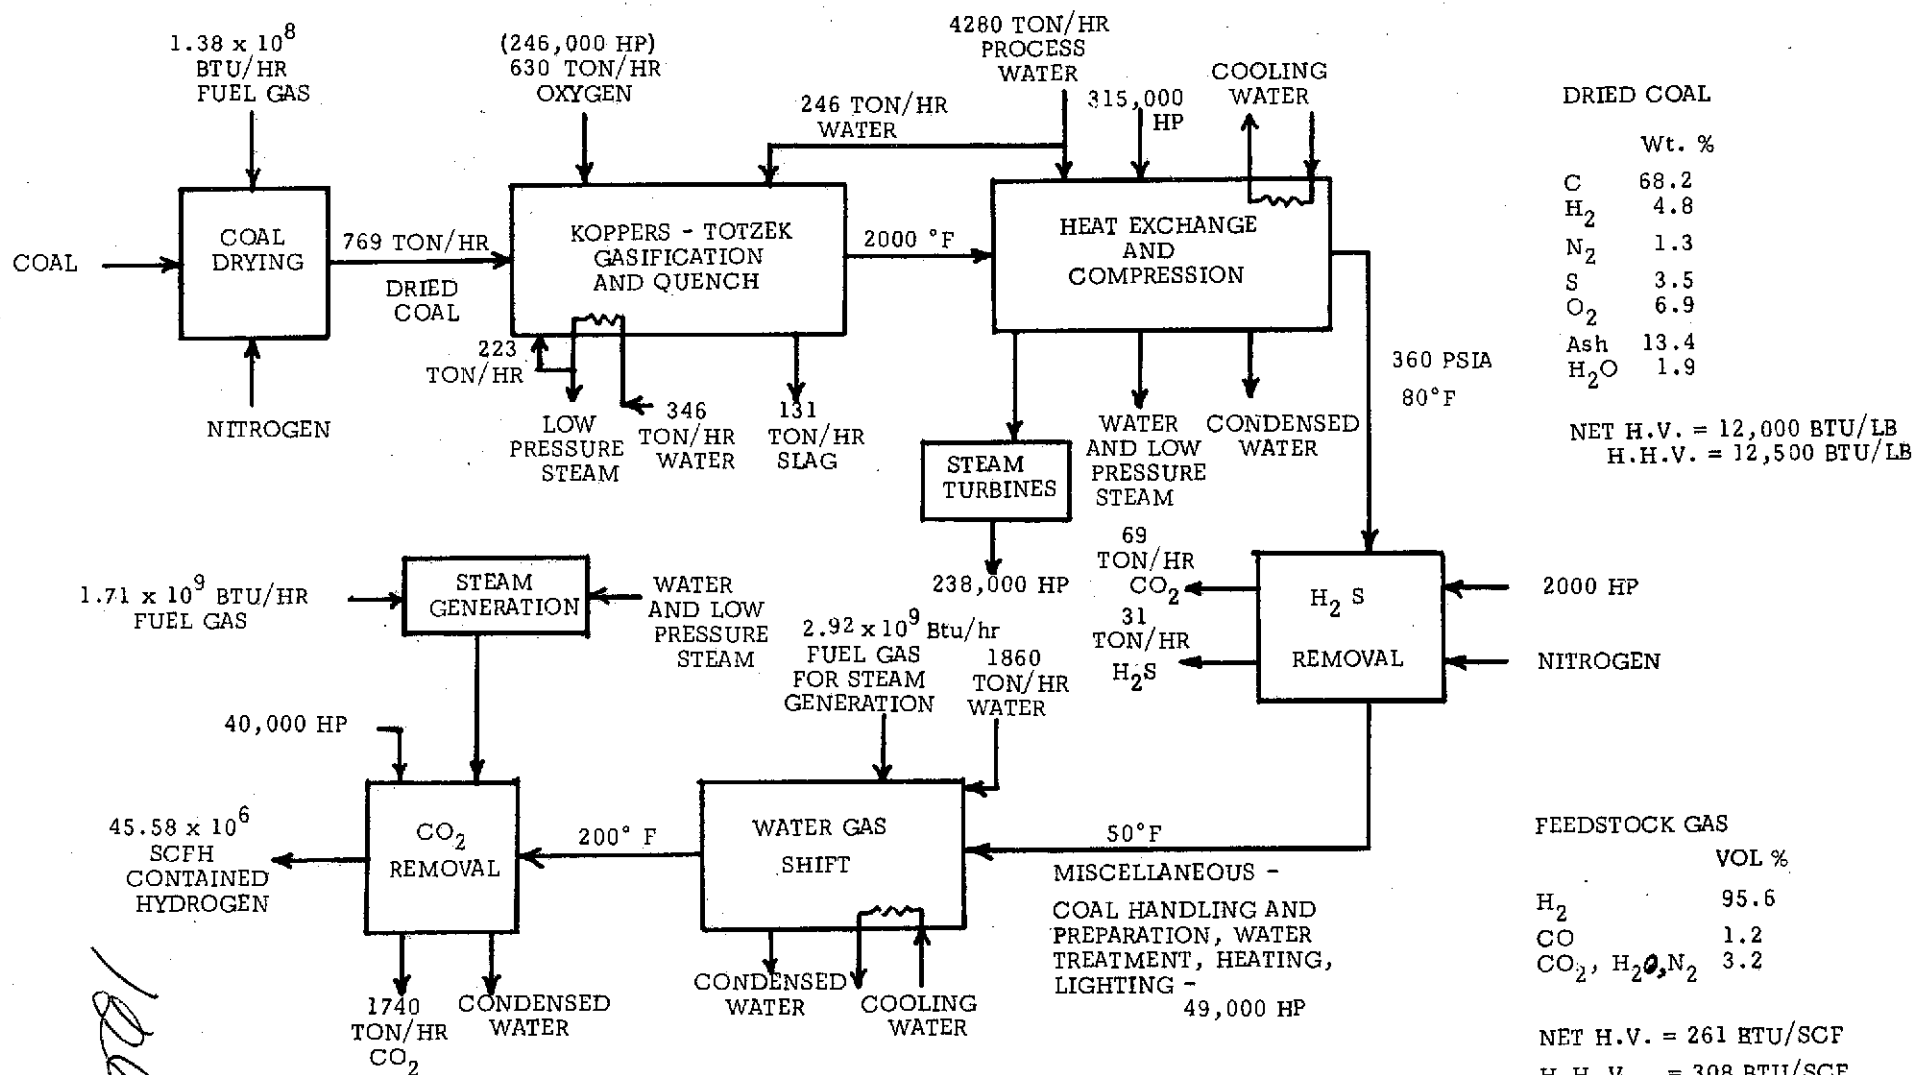 1.38 x 10^8
BTU/HR
FUEL GAS
(246,000 HP)
630 TON/HR
OXYGEN
4280 TON/HR
PROCESS
WATER
246 TON/HR
WATER
315,000
HP
COOLING
WATER
COAL
COAL
DRYING
769 TON/HR
DRIED
COAL
NITROGEN
KOPPERS - TOTZEK
GASIFICATION
AND QUENCH
2000 °F
HEAT EXCHANGE
AND
COMPRESSION
223
TON/HR
LOW
PRESSURE
STEAM
346
TON/HR
WATER
131
TON/HR
SLAG
STEAM
TURBINES
238,000 HP
WATER
AND LOW
PRESSURE
STEAM
CONDENSED
WATER
360 PSIA
80°F
DRIED COAL
Wt. %
C 68.2
H2 4.8
N2 1.3
S 3.5
O2 6.9
Ash 13.4
H2O 1.9
NET H.V. = 12,000 BTU/LB
H.H.V. = 12,500 BTU/LB
69
TON/HR
CO2
31
TON/HR
H2S
H2 S
REMOVAL
2000 HP
NITROGEN
1.71 x 10^9 BTU/HR
FUEL GAS
STEAM
GENERATION
WATER
AND LOW
PRESSURE
STEAM
2.92 x 10^9 Btu/hr
FUEL GAS
FOR STEAM
GENERATION
1860
TON/HR
WATER
40,000 HP
45.58 x 10^6
SCFH
CONTAINED
HYDROGEN
CO2
REMOVAL
200° F
WATER GAS
SHIFT
50°F
1740
TON/HR
CO2
CONDENSED
WATER
CONDENSED
WATER
COOLING
WATER
MISCELLANEOUS -
COAL HANDLING AND
PREPARATION, WATER
TREATMENT, HEATING,
LIGHTING -
49,000 HP
FEEDSTOCK GAS
VOL %
H2 95.6
CO 1.2
CO2, H2O, N2 3.2
NET H.V. = 261 BTU/SCF
H.H.V. = 308 BTU/SCF